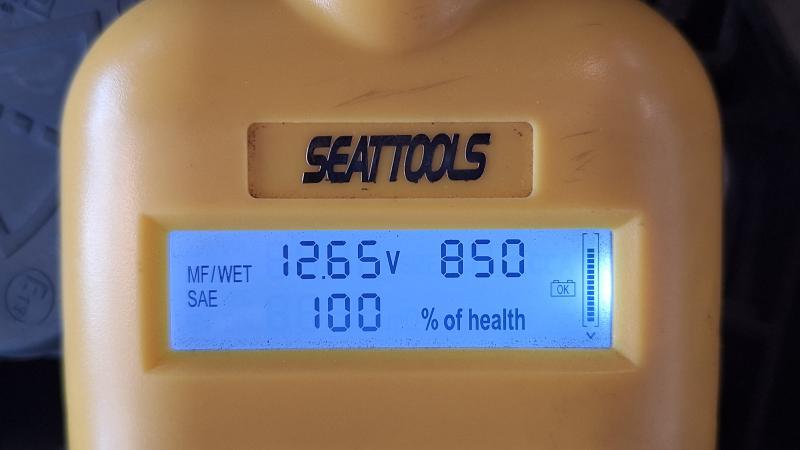 SEATTOOLS
MF/WET 12.65V 850
SAE 100 % of health
OK